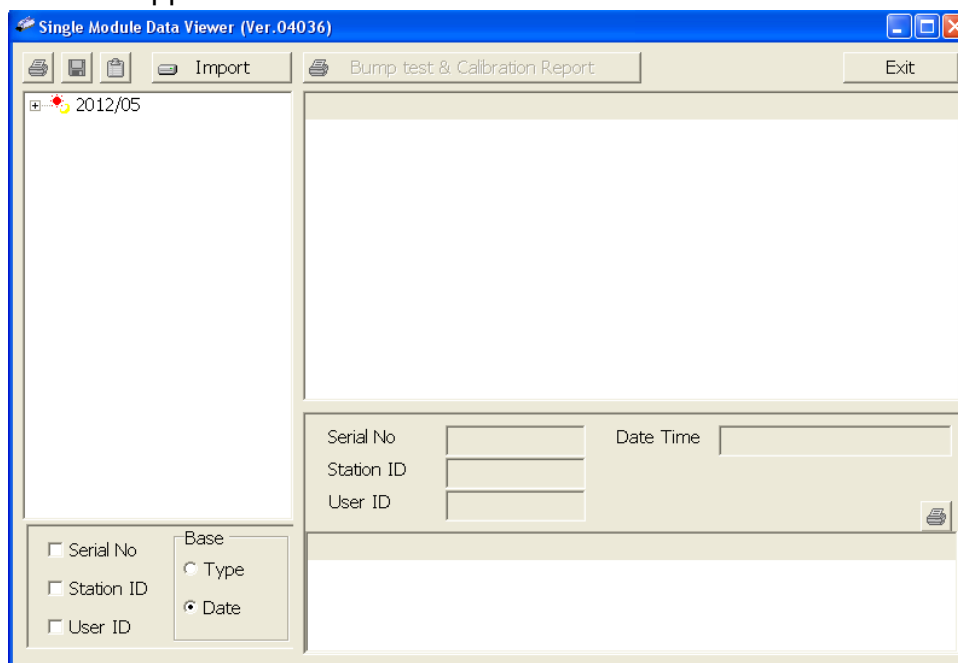 Single Module Data Viewer (Ver.04036)
Import
Bump test & Calibration Report
Exit
2012/05
Serial No
Date Time
Station ID
User ID
Serial No
Station ID
User ID
Base
Type
Date